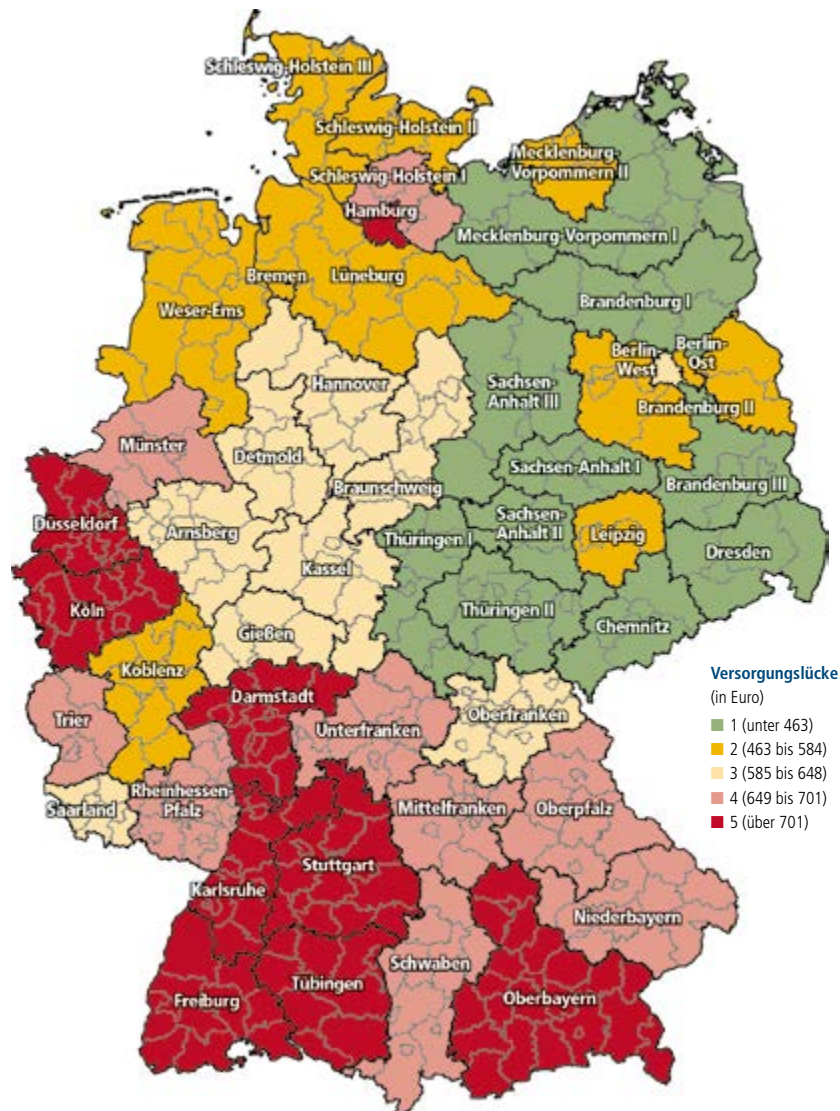 Schleswig-Holstein III
Schleswig-Holstein II
Mecklenburg-
Vorpommern II
Schleswig-Holstein I
Hamburg
Mecklenburg-Vorpommern I
Bremen
Lüneburg
Brandenburg I
Weser-Ems
Berlin-
Ost
Berlin-
West
Hannover
Sachsen-
Anhalt III
Brandenburg II
Münster
Detmold
Sachsen-Anhalt I
Braunschweig
Brandenburg III
Düsseldorf
Arnsberg
Thüringen I
Sachsen-
Anhalt II
Leipzig
Dresden
Kassel
Köln
Thüringen II
Chemnitz
Gießen
Koblenz
Darmstadt
Trier
Unterfranken
Oberfranken
Versorgungslücke
(in Euro)
1 (unter 463)
2 (463 bis 584)
3 (585 bis 648)
4 (649 bis 701)
5 (über 701)
Saarland
Rheinhessen-
Pfalz
Mittelfranken
Oberpfalz
Stuttgart
Karlsruhe
Niederbayern
Schwaben
Tübingen
Freiburg
Oberbayern